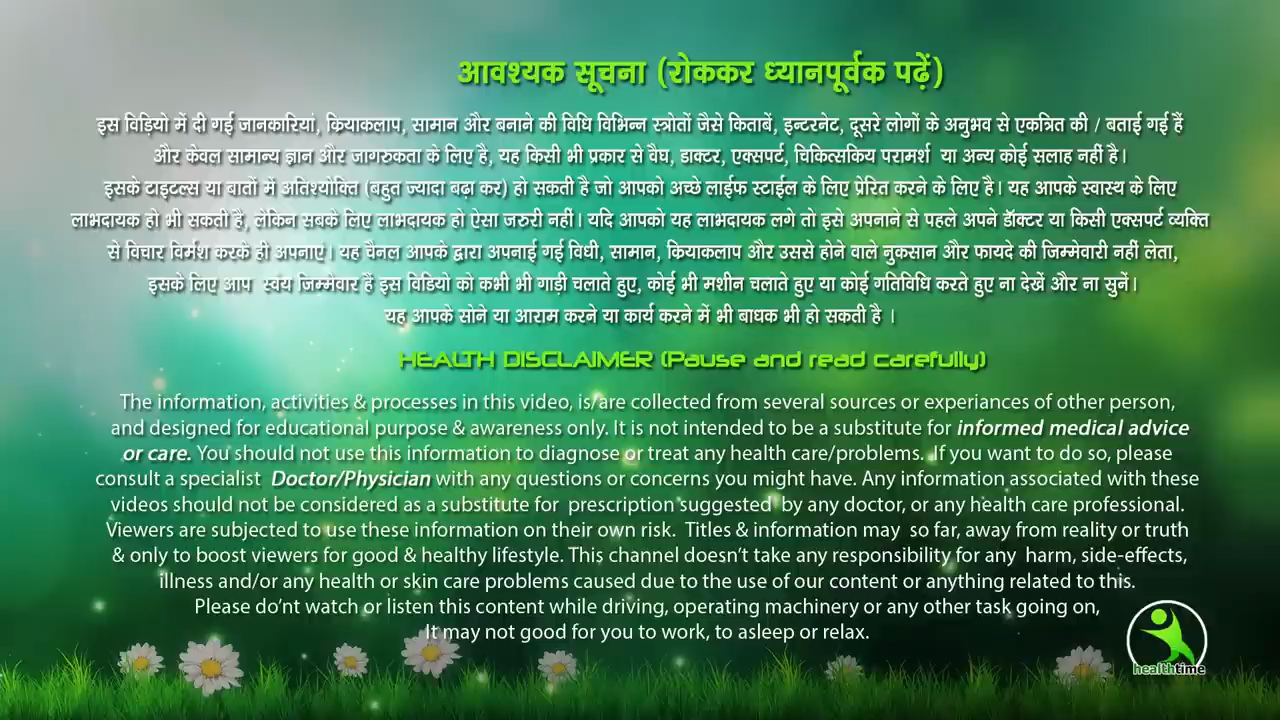 आवश्यक सूचना (रोककर ध्यानपूर्वक पढ़ें)
इस विड़ियो में दी गई जानकारियां, क्रियाकलाप, सामान और बनाने की विधि विभिन्न स्त्रोतों जैसे किताबें, इन्टरनेट, दूसरे लोगों के अनुभव से एकत्रित की / बताई गई हैं
और केवल सामान्य ज्ञान और जागरुकता के लिए है, यह किसी भी प्रकार से वैघ, डाक्टर, एक्सपर्ट, चिकित्सकिय परामर्श या अन्य कोई सलाह नहीं है।
इसके टाइटल्स या बातों में अतिश्योक्ति (बहुत ज्यादा बढ़ा कर) हो सकती है जो आपको अच्छे लाईफ स्टाईल के लिए प्रेरित करने के लिए है। यह आपके स्वास्थ के लिए
लाभदायक हो भी सकती है, लेकिन सबके लिए लाभदायक हो ऐसा जरुरी नहीं। यदि आपको यह लाभदायक लगे तो इसे अपनाने से पहले अपने डॉक्टर या किसी एक्सपर्ट व्यक्ति
से विचार विर्मश करके ही अपनाएं। यह चैनल आपके द्वारा अपनाई गई विधी, सामान, क्रियाकलाप और उससे होने वाले नुकसान और फायदे की जिम्मेवारी नहीं लेता,
इसके लिए आप स्वंय जिम्मेवार हैं इस विडियो को कभी भी गाड़ी चलाते हुए, कोई भी मशीन चलाते हुए या कोई गतिविधि करते हुए ना देखें और ना सुनें।
यह आपके सोने या आराम करने या कार्य करने में भी बाधक भी हो सकती है ।
HEALTH DISCLAIMER (Pause and read carefully)
The information, activities & processes in this video, is/are collected from several sources or experiances of other person,
and designed for educational purpose & awareness only. It is not intended to be a substitute for informed medical advice
or care. You should not use this information to diagnose or treat any health care/problems. If you want to do so, please
consult a specialist Doctor/Physician with any questions or concerns you might have. Any information associated with these
videos should not be considered as a substitute for prescription suggested by any doctor, or any health care professional.
Viewers are subjected to use these information on their own risk. Titles & information may so far, away from reality or truth
& only to boost viewers for good & healthy lifestyle. This channel doesn't take any responsibility for any harm, side-effects,
illness and/or any health or skin care problems caused due to the use of our content or anything related to this.
Please do'nt watch or listen this content while driving, operating machinery or any other task going on,
It may not good for you to work, to asleep or relax.
healthtime